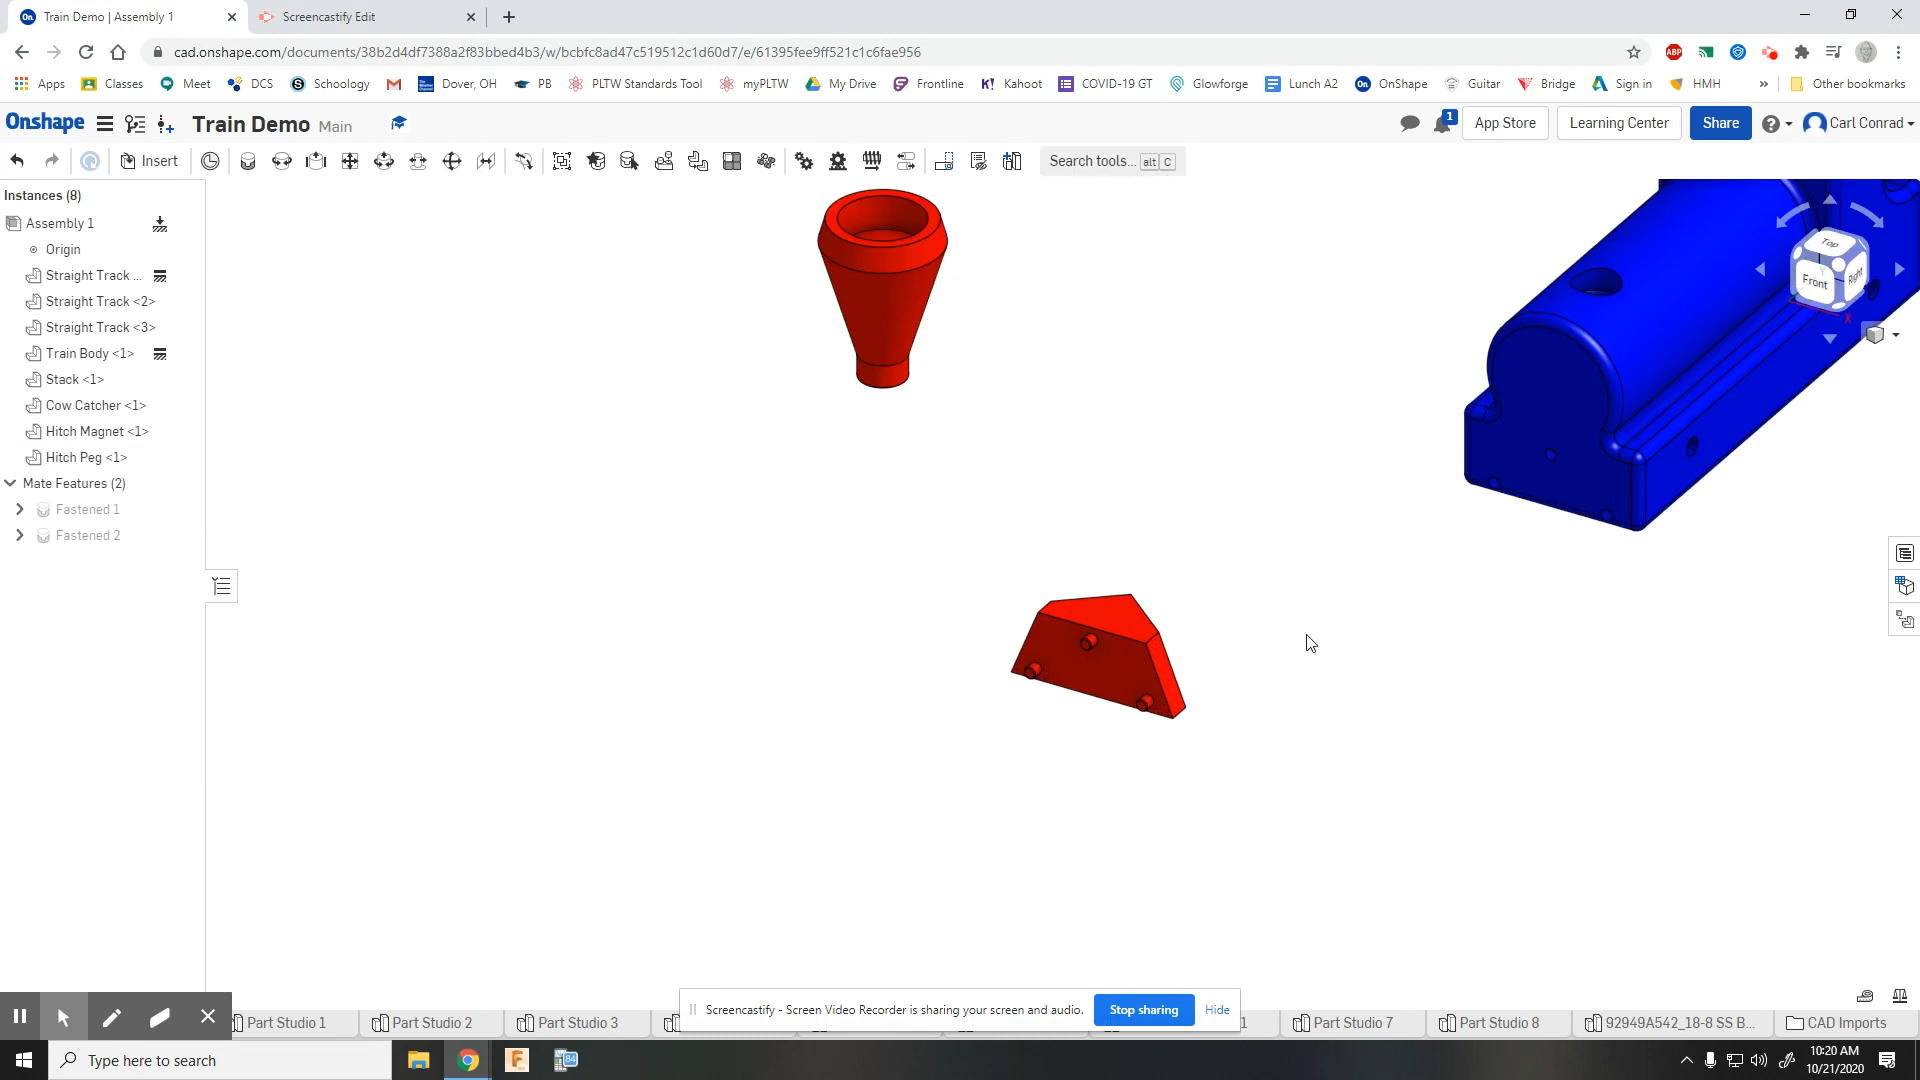 Train Demo | Assembly 1
Screencastify Edit
cad.onshape.com/documents/38b2d4df7388a2f83bbed4b3/w/bcbfc8ad47c519512c1d60d7/e/61395fee9ff521c1c6fae956
ABP
Apps Classes Meet DCS Schoology Dover, OH PB PLTW Standards Tool myPLTW My Drive Frontline Kahoot COVID-19 GT Glowforge Lunch A2 OnShape Guitar Bridge Sign in HMH » Other bookmarks
Onshape Train Demo Main 1 App Store Learning Center Share Carl Conrad
Insert Search tools... alt C
Instances (8)
Assembly 1
Origin
Straight Track ...
Straight Track <2>
Straight Track <3>
Train Body <1>
Stack <1>
Cow Catcher <1>
Hitch Magnet <1>
Hitch Peg <1>
Mate Features (2)
Fastened 1
Fastened 2
Top
Front
Right
X
Screencastify - Screen Video Recorder is sharing your screen and audio. Stop sharing Hide
Part Studio 1 Part Studio 2 Part Studio 3 1 Part Studio 7 Part Studio 8 92949A542_18-8 SS B... CAD Imports
Type here to search
10:20 AM
10/21/2020